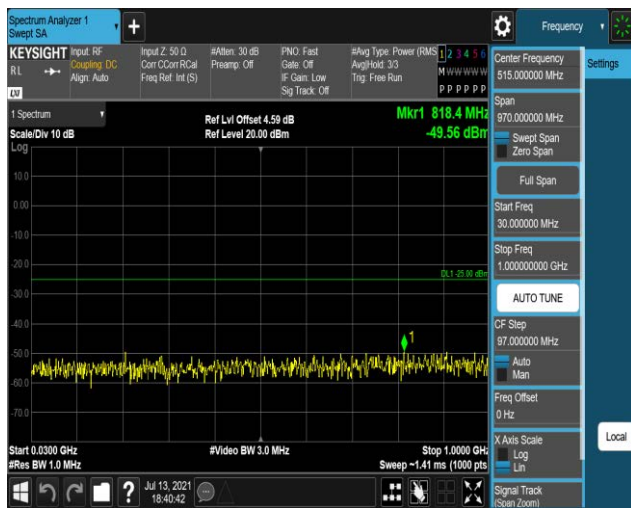 Spectrum Analyzer 1
Swept SA
+
Frequency
KEYSIGHT
RL
LXI
Input: RF
Coupling: DC
Align: Auto
Input Z: 50 Ω
Corr CCorr RCal
Freq Ref: Int (S)
#Atten: 30 dB
Preamp: Off
PNO: Fast
Gate: Off
IF Gain: Low
Sig Track: Off
#Avg Type: Power (RMS
Avg|Hold: 3/3
Trig: Free Run
1 2 3 4 5 6
M W W W W W
P P P P P P
1 Spectrum
Scale/Div 10 dB
Ref Lvl Offset 4.59 dB
Ref Level 20.00 dBm
Mkr1 818.4 MHz
-49.56 dBm
Log
10.0
0.00
-10.0
-20.0
-30.0
-40.0
-50.0
-60.0
-70.0
DL1 -25.00 dBm
1
Start 0.0300 GHz
#Res BW 1.0 MHz
#Video BW 3.0 MHz
Stop 1.0000 GHz
Sweep ~1.41 ms (1000 pts
?
Jul 13, 2021
18:40:42
Center Frequency
515.000000 MHz
Span
970.000000 MHz
Swept Span
Zero Span
Full Span
Start Freq
30.000000 MHz
Stop Freq
1.000000000 GHz
AUTO TUNE
CF Step
97.000000 MHz
Auto
Man
Freq Offset
0 Hz
X Axis Scale
Log
Lin
Signal Track
(Span Zoom)
Settings
Local